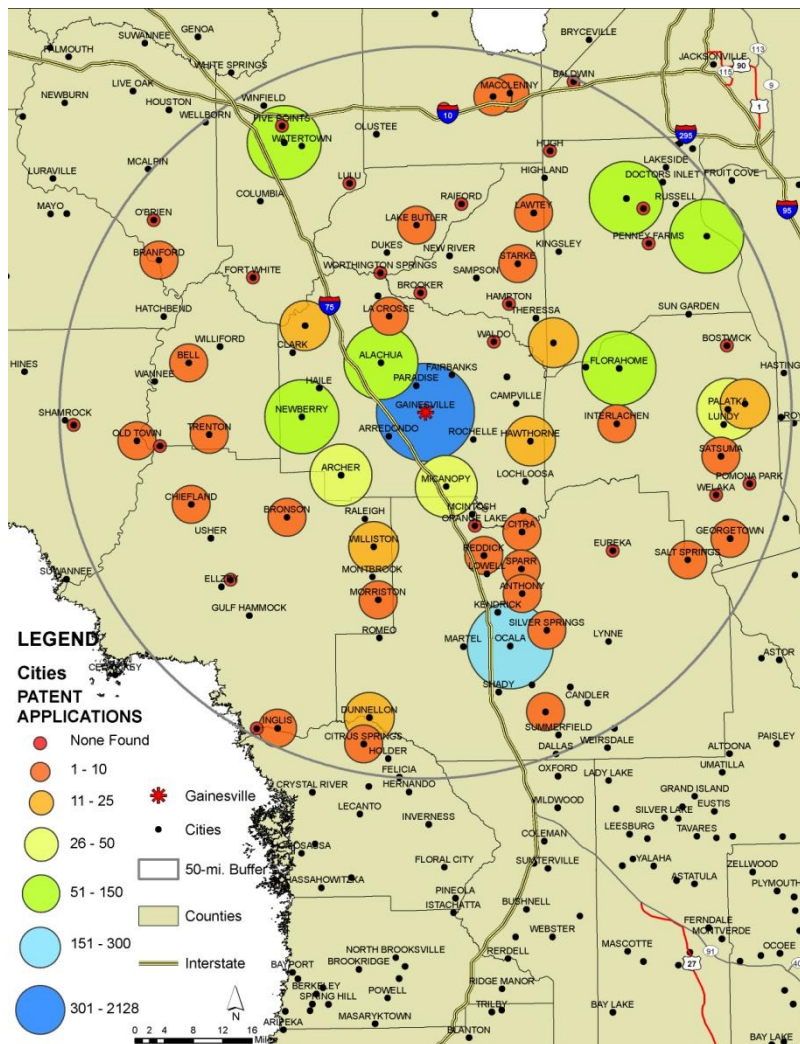 SUWANNEE
GENOA
BRYCEVILLE
FALMOUTH
WHITE SPRINGS
JACKSONVILLE
113
90
115
BALDWIN
LIVE OAK
MACCLENNY
9
NEWBURN
HOUSTON
WINFIELD
1
WELLBORN
FIVE POINTS
10
OLUSTEE
WATERTOWN
295
HUGH
LAKESIDE
MCALPIN
LULU
HIGHLAND
DOCTORS INLET
FRUIT COVE
LURAVILLE
COLUMBIA
RAIFORD
RUSSELL
MAYO
O'BRIEN
LAKE BUTLER
LAWTEY
95
DUKES
NEW RIVER
KINGSLEY
PENNEY FARMS
BRANFORD
STARKE
FORT WHITE
WORTHINGTON SPRINGS
SAMPSON
BROOKER
HAMPTON
75
HATCHBEND
LA CROSSE
THERESSA
SUN GARDEN
WILLIFORD
CLARK
WALDO
BOSTWICK
BELL
ALACHUA
FLORAHOME
HINES
WANNEE
FAIRBANKS
HASTING
HAILE
PARADISE
CAMPVILLE
SHAMROCK
NEWBERRY
GAINESVILLE
PALATKA
LUNDY
OLD TOWN
TRENTON
ARREDONDO
ROCHELLE
HAWTHORNE
INTERLACHEN
SATSUMA
ARCHER
LOCHLOOSA
POMONA PARK
CHIEFLAND
MICANOPY
WELAKA
BRONSON
RALEIGH
MCINTOSH
ORANGE LAKE
CITRA
GEORGETOWN
USHER
WILLISTON
REDDICK
EUREKA
SALT SPRINGS
SUWANNEE
ELLZEY
MONTBROOK
LOWELL
SPARR
MORRISTON
ANTHONY
GULF HAMMOCK
KENDRICK
SILVER SPRINGS
ROMEO
MARTEL
OCALA
LYNNE
ASTOR
SHADY
CANDLER
INGLIS
DUNNELLON
SUMMERFIELD
CITRUS SPRINGS
HOLDER
DALLAS
WEIRSDALE
ALTOONA
PAISLEY
FELICIA
OXFORD
UMATILLA
CRYSTAL RIVER
HERNANDO
LADY LAKE
GRAND ISLAND
LECANTO
WILDWOOD
EUSTIS
INVERNESS
SILVER LAKE
LEESBURG
TAVARES
COLEMAN
FLORAL CITY
SUMTERVILLE
YALAHA
ZELLWOOD
ASTATULA
PLYMOUTH
PINEOLA
BUSHNELL
ISTACHATTA
FERNDALE
WEBSTER
MONTVERDE
NORTH BROOKSVILLE
RERDELL
MASCOTTE
91
OCOEE
BAYPORT
BROOKRIDGE
27
BERKELEY
RIDGE MANOR
SPRING HILL
POWELL
TRILBY
BAY LAKE
ARIPEKA
MASARYKTOWN
BLANTON
BAY LAKE
LEGEND
Cities
PATENT
APPLICATIONS
None Found
1 - 10
11 - 25
26 - 50
51 - 150
151 - 300
301 - 2128
Gainesville
Cities
50-mi. Buffer
Counties
Interstate
N
0 2 4 8 12 16
Miles